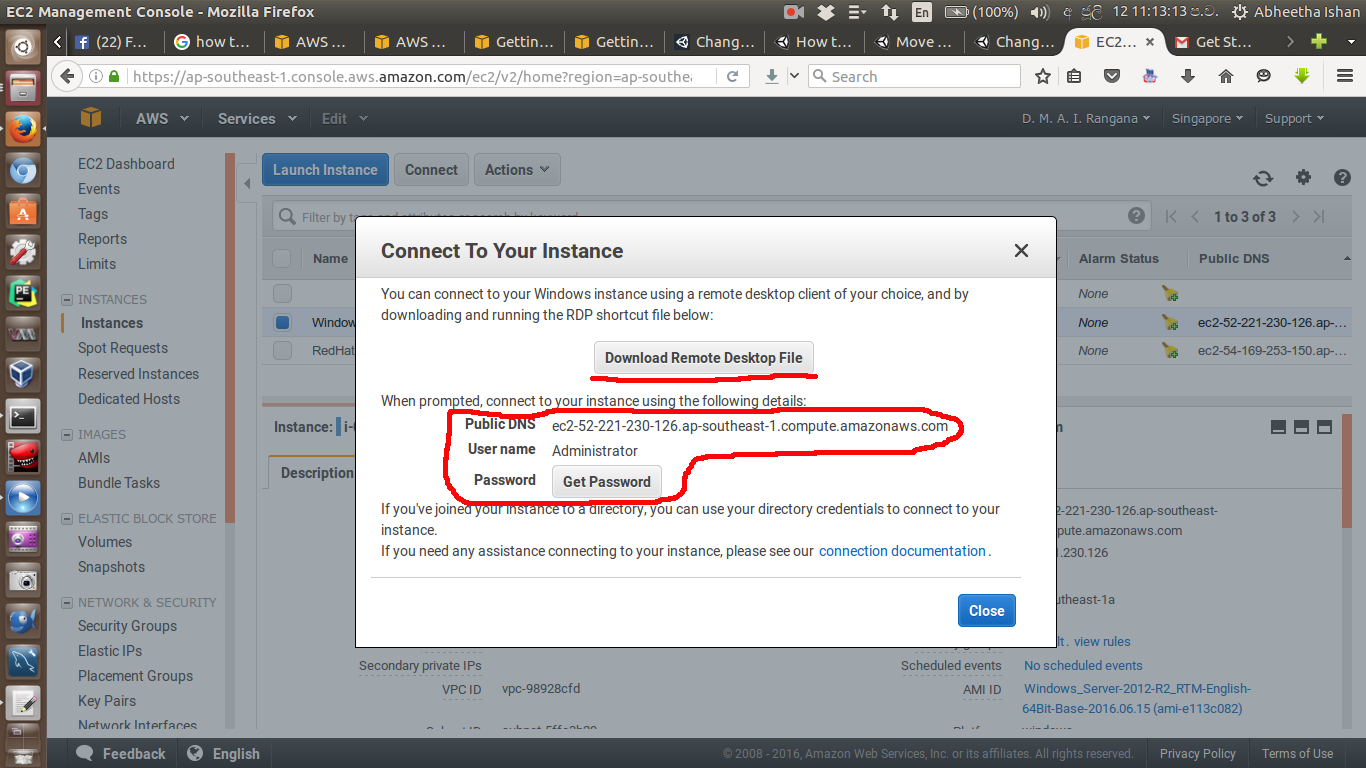 EC2 Management Console - Mozilla Firefox
En (100%) අ ජූලි 12 11:13:13 ප.ව. Abheetha Ishan
(22) F... how t... AWS ... AWS ... Gettin... Gettin... Chang... How t... Move ... Chang... EC2... Get St...
https://ap-southeast-1.console.aws.amazon.com/ec2/v2/home?region=ap-southea Search
AWS Services Edit D. M. A. I. Rangana Singapore Support
EC2 Dashboard
Events
Tags
Reports
Limits
INSTANCES
Instances
Spot Requests
Reserved Instances
Dedicated Hosts
IMAGES
AMIs
Bundle Tasks
ELASTIC BLOCK STORE
Volumes
Snapshots
NETWORK & SECURITY
Security Groups
Elastic IPs
Placement Groups
Key Pairs
Network Interfaces
Launch Instance Connect Actions
Filter by tags and attributes or search by keyword
1 to 3 of 3
Name Alarm Status Public DNS
None
Window None ec2-52-221-230-126.ap-...
RedHat None ec2-54-169-253-150.ap-...
Connect To Your Instance
You can connect to your Windows instance using a remote desktop client of your choice, and by
downloading and running the RDP shortcut file below:
Download Remote Desktop File
When prompted, connect to your instance using the following details:
Public DNS ec2-52-221-230-126.ap-southeast-1.compute.amazonaws.com
User name Administrator
Password Get Password
If you've joined your instance to a directory, you can use your directory credentials to connect to your
instance.
If you need any assistance connecting to your instance, please see our connection documentation.
Close
Instance: i-0
Description
2-221-230-126.ap-southeast-
pute.amazonaws.com
1.230.126
utheast-1a
lt. view rules
Secondary private IPs Scheduled events No scheduled events
VPC ID vpc-98928cfd AMI ID Windows_Server-2012-R2_RTM-English-
64Bit-Base-2016.06.15 (ami-e113c082)
Feedback English © 2008 - 2016, Amazon Web Services, Inc. or its affiliates. All rights reserved. Privacy Policy Terms of Use